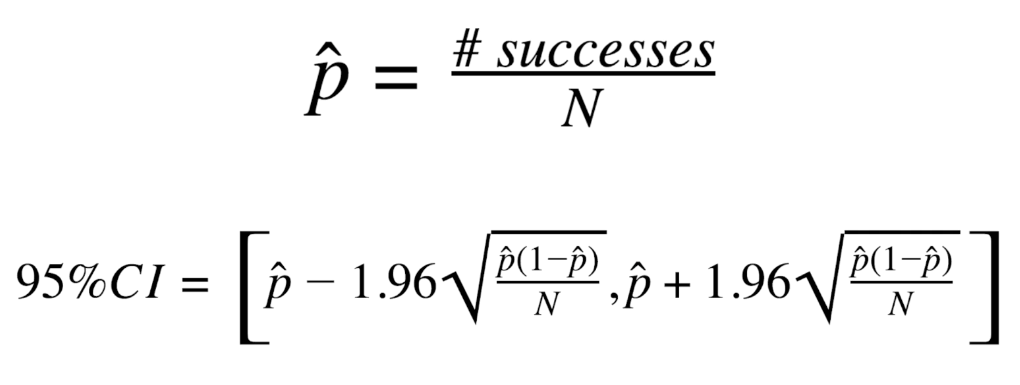 p̂ = # successes / N
95%CI = [p̂ − 1.96√(p̂(1−p̂)/N), p̂ + 1.96√(p̂(1−p̂)/N)]